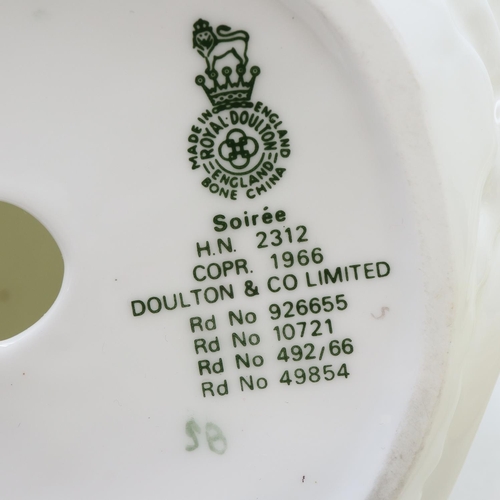 MADE IN ENGLAND
ROYAL·DOULTON
ENGLAND
BONE CHINA
Soirée
H.N. 2312
COPR. 1966
DOULTON & CO LIMITED
Rd No 926655
Rd No 10721
Rd No 492/66
Rd No 49854